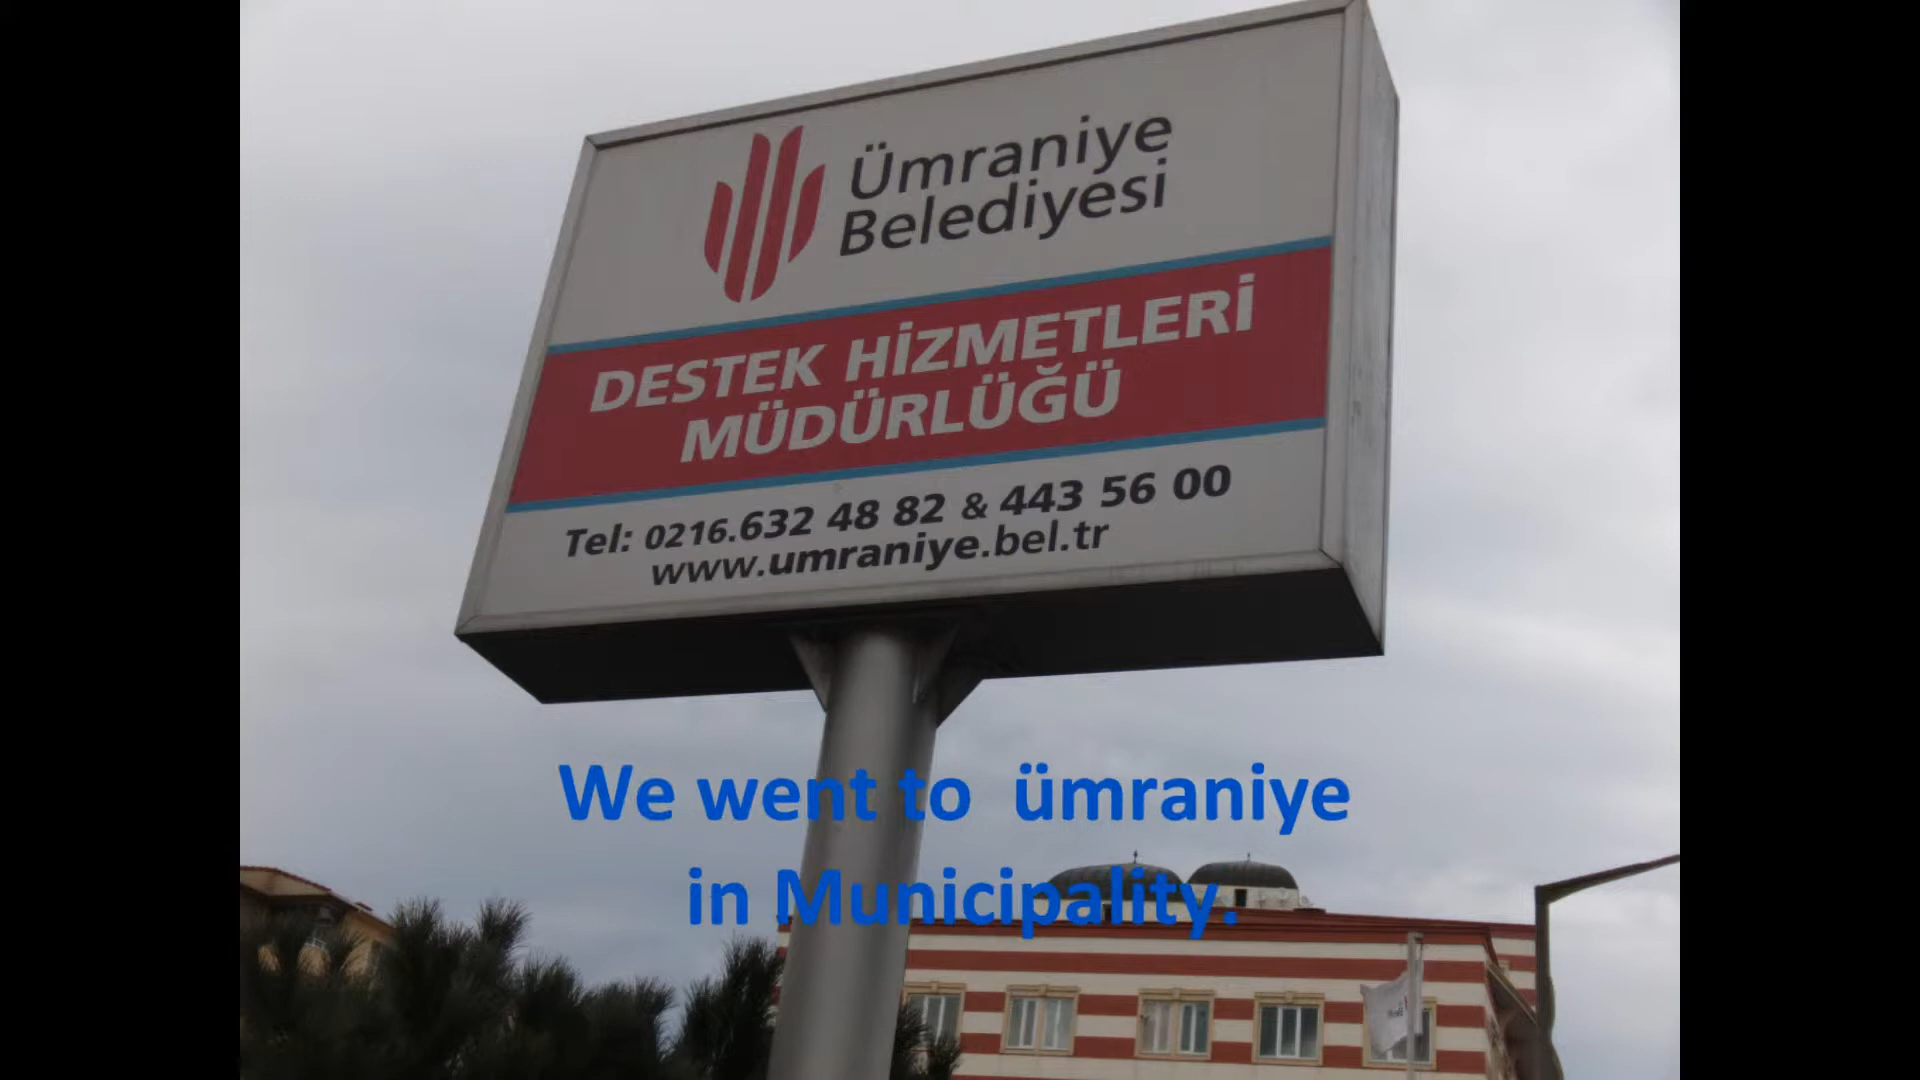 Ümraniye
Belediyesi
DESTEK HİZMETLERİ
MÜDÜRLÜĞÜ
Tel: 0216.632 48 82 & 443 56 00
www.umraniye.bel.tr
We went to ümraniye
in Municipality.